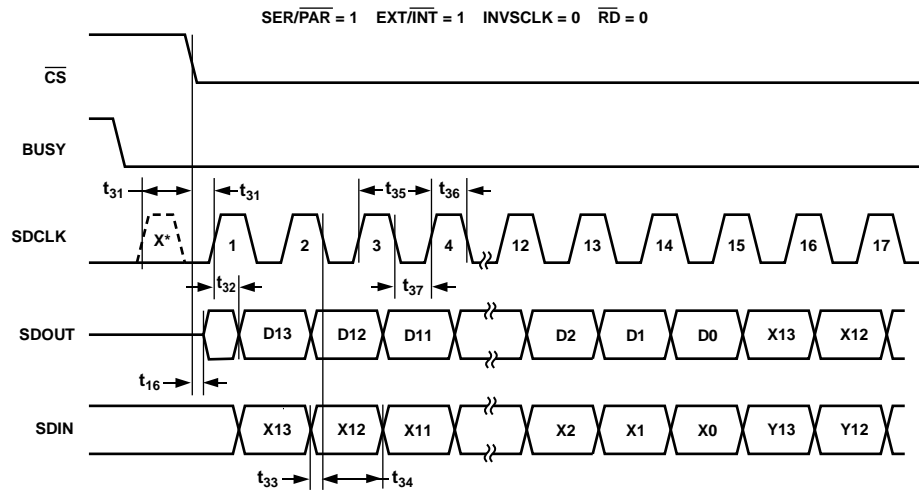 SER/PAR = 1 EXT/INT = 1 INVSCLK = 0 RD = 0
CS
BUSY
t31 t31 t35 t36
SDCLK X* 1 2 3 4 12 13 14 15 16 17
t32 t37
SDOUT D13 D12 D11 D2 D1 D0 X13 X12
t16
SDIN X13 X12 X11 X2 X1 X0 Y13 Y12
t33 t34